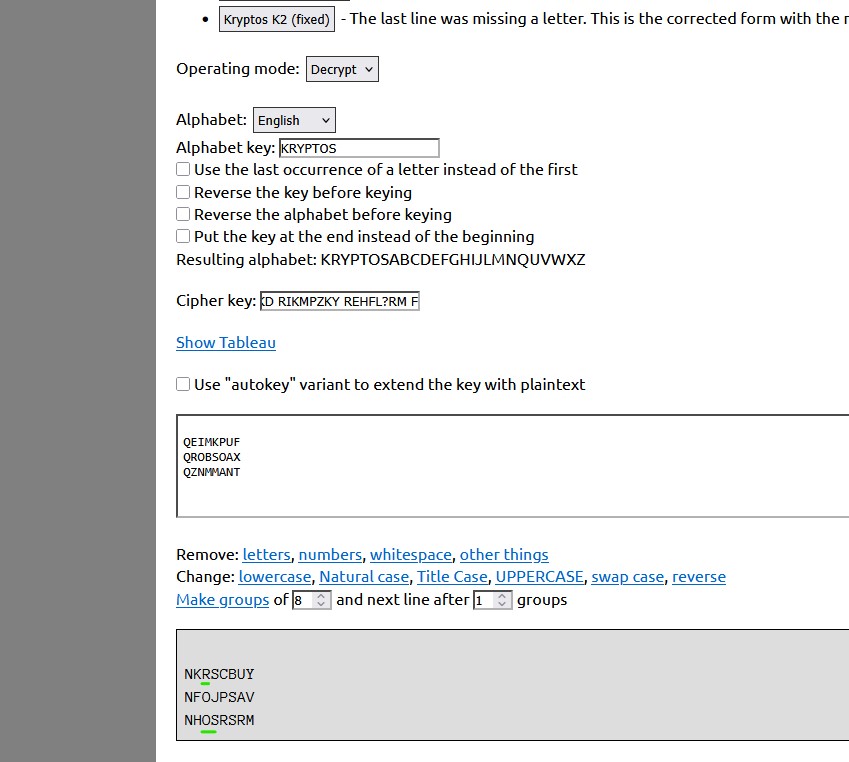 Kryptos K2 (fixed) - The last line was missing a letter. This is the corrected form with the
Operating mode: Decrypt
Alphabet: English
Alphabet key: KRYPTOS
Use the last occurrence of a letter instead of the first
Reverse the key before keying
Reverse the alphabet before keying
Put the key at the end instead of the beginning
Resulting alphabet: KRYPTOSABCDEFGHIJLMNQUVWXZ
Cipher key: D RIKMPZKY REHFL?RM F
Show Tableau
Use "autokey" variant to extend the key with plaintext
QEIMKPUF
QROBSOAX
QZNMMANT
Remove: letters, numbers, whitespace, other things
Change: lowercase, Natural case, Title Case, UPPERCASE, swap case, reverse
Make groups of 8 and next line after 1 groups
NKRSCBUY
NFOJPSAV
NHOSRSRM